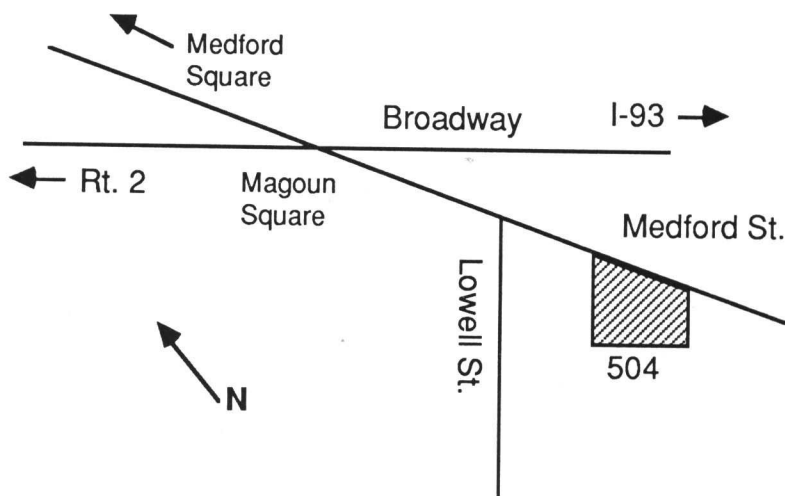 Medford
Square
Broadway
I-93
Rt. 2
Magoun
Square
Medford St.
Lowell St.
504
N